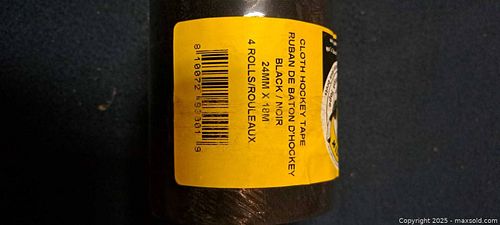 CLOTH HOCKEY TAPE
RUBAN DE BATON D'HOCKEY
BLACK / NOIR
24MM X 18M
4 ROLLS/ROULEAUX
Copyright © 2025 - maxsold.com